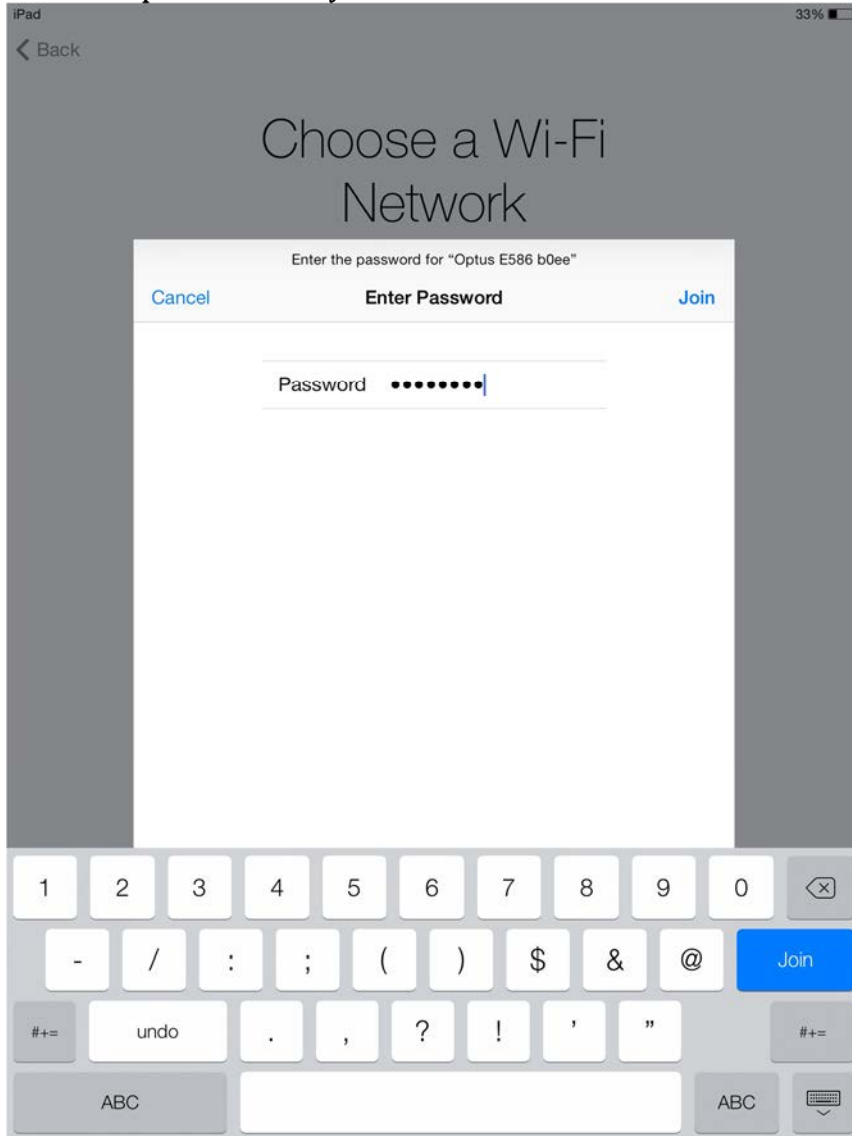 iPad 33%
Back
Choose a Wi-Fi
Network
Enter the password for “Optus E586 b0ee”
Cancel Enter Password Join
Password ••••••••
1 2 3 4 5 6 7 8 9 0
- / : ; ( ) $ & @ Join
#+= undo . , ? ! ' " #+=
ABC ABC